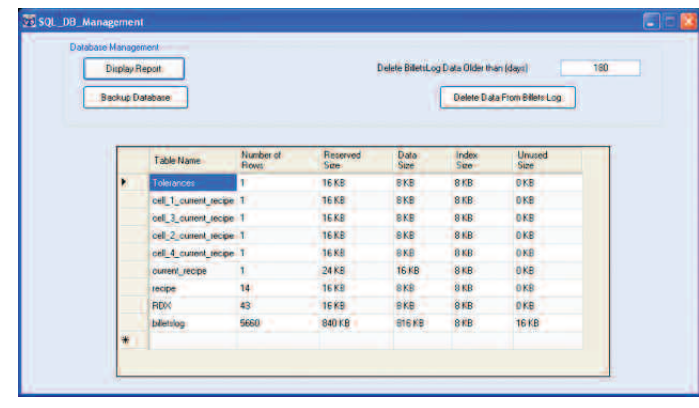 SQL_DB_Management
Database Management
Display Report
Delete BilletsLog Data Older than (days)
180
Backup Database
Delete Data From Billets Log
Table Name Number of Rows Reserved Size Data Size Index Size Unused Size
Tolerances 1 16 KB 8 KB 8 KB 0 KB
cell_1_current_recipe 1 16 KB 8 KB 8 KB 0 KB
cell_3_current_recipe 1 16 KB 8 KB 8 KB 0 KB
cell_2_current_recipe 1 16 KB 8 KB 8 KB 0 KB
cell_4_current_recipe 1 16 KB 8 KB 8 KB 0 KB
current_recipe 1 24 KB 16 KB 8 KB 0 KB
recipe 14 16 KB 8 KB 8 KB 0 KB
RDX 43 16 KB 8 KB 8 KB 0 KB
billetslog 5660 840 KB 816 KB 8 KB 16 KB